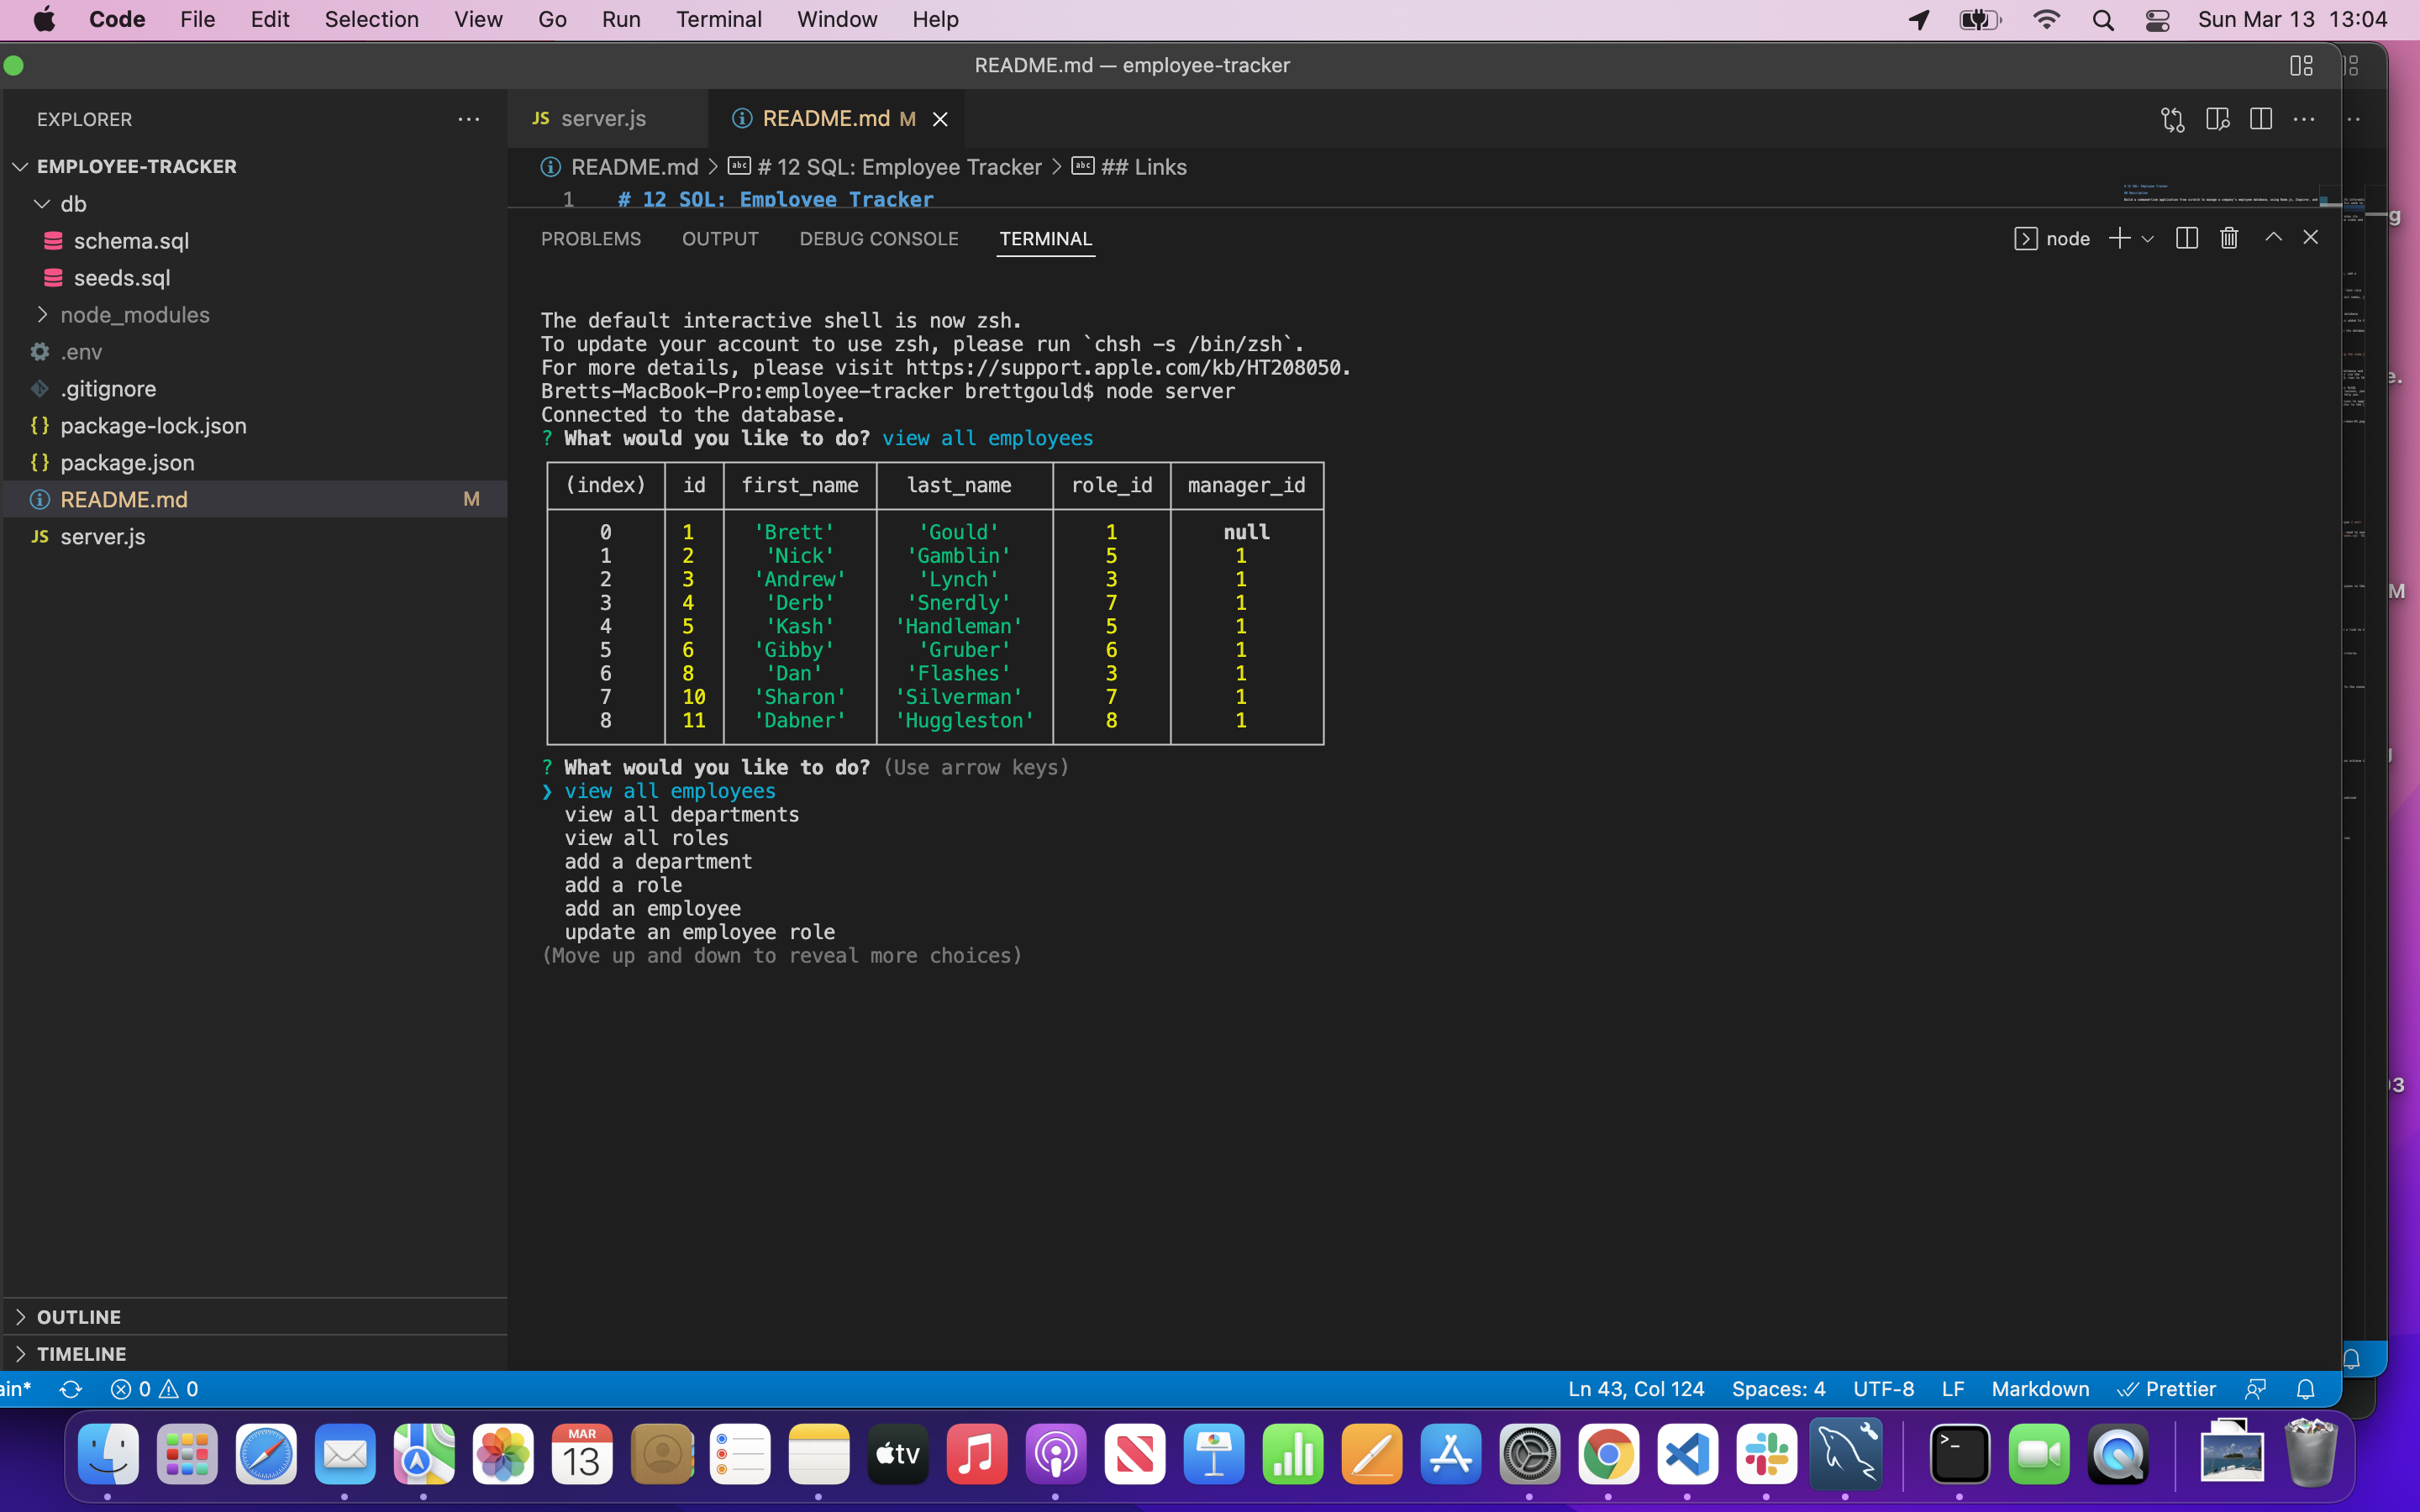 Code File Edit Selection View Go Run Terminal Window Help Sun Mar 13 13:04
README.md — employee-tracker
EXPLORER
EMPLOYEE-TRACKER
db
schema.sql
seeds.sql
node_modules
.env
.gitignore
package-lock.json
package.json
README.md M
server.js
OUTLINE
TIMELINE
JS server.js README.md M
README.md > # 12 SQL: Employee Tracker > ## Links
1 # 12 SQL: Employee Tracker
PROBLEMS OUTPUT DEBUG CONSOLE TERMINAL node
The default interactive shell is now zsh.
To update your account to use zsh, please run `chsh -s /bin/zsh`.
For more details, please visit https://support.apple.com/kb/HT208050.
Bretts-MacBook-Pro:employee-tracker brettgould$ node server
Connected to the database.
? What would you like to do? view all employees
(index) id first_name last_name role_id manager_id
0 1 'Brett' 'Gould' 1 null
1 2 'Nick' 'Gamblin' 5 1
2 3 'Andrew' 'Lynch' 3 1
3 4 'Derb' 'Snerdly' 7 1
4 5 'Kash' 'Handleman' 5 1
5 6 'Gibby' 'Gruber' 6 1
6 8 'Dan' 'Flashes' 3 1
7 10 'Sharon' 'Silverman' 7 1
8 11 'Dabner' 'Huggleston' 8 1
? What would you like to do? (Use arrow keys)
❯ view all employees
view all departments
view all roles
add a department
add a role
add an employee
update an employee role
(Move up and down to reveal more choices)
ain* 0 0 Ln 43, Col 124 Spaces: 4 UTF-8 LF Markdown Prettier
MAR
13
tv